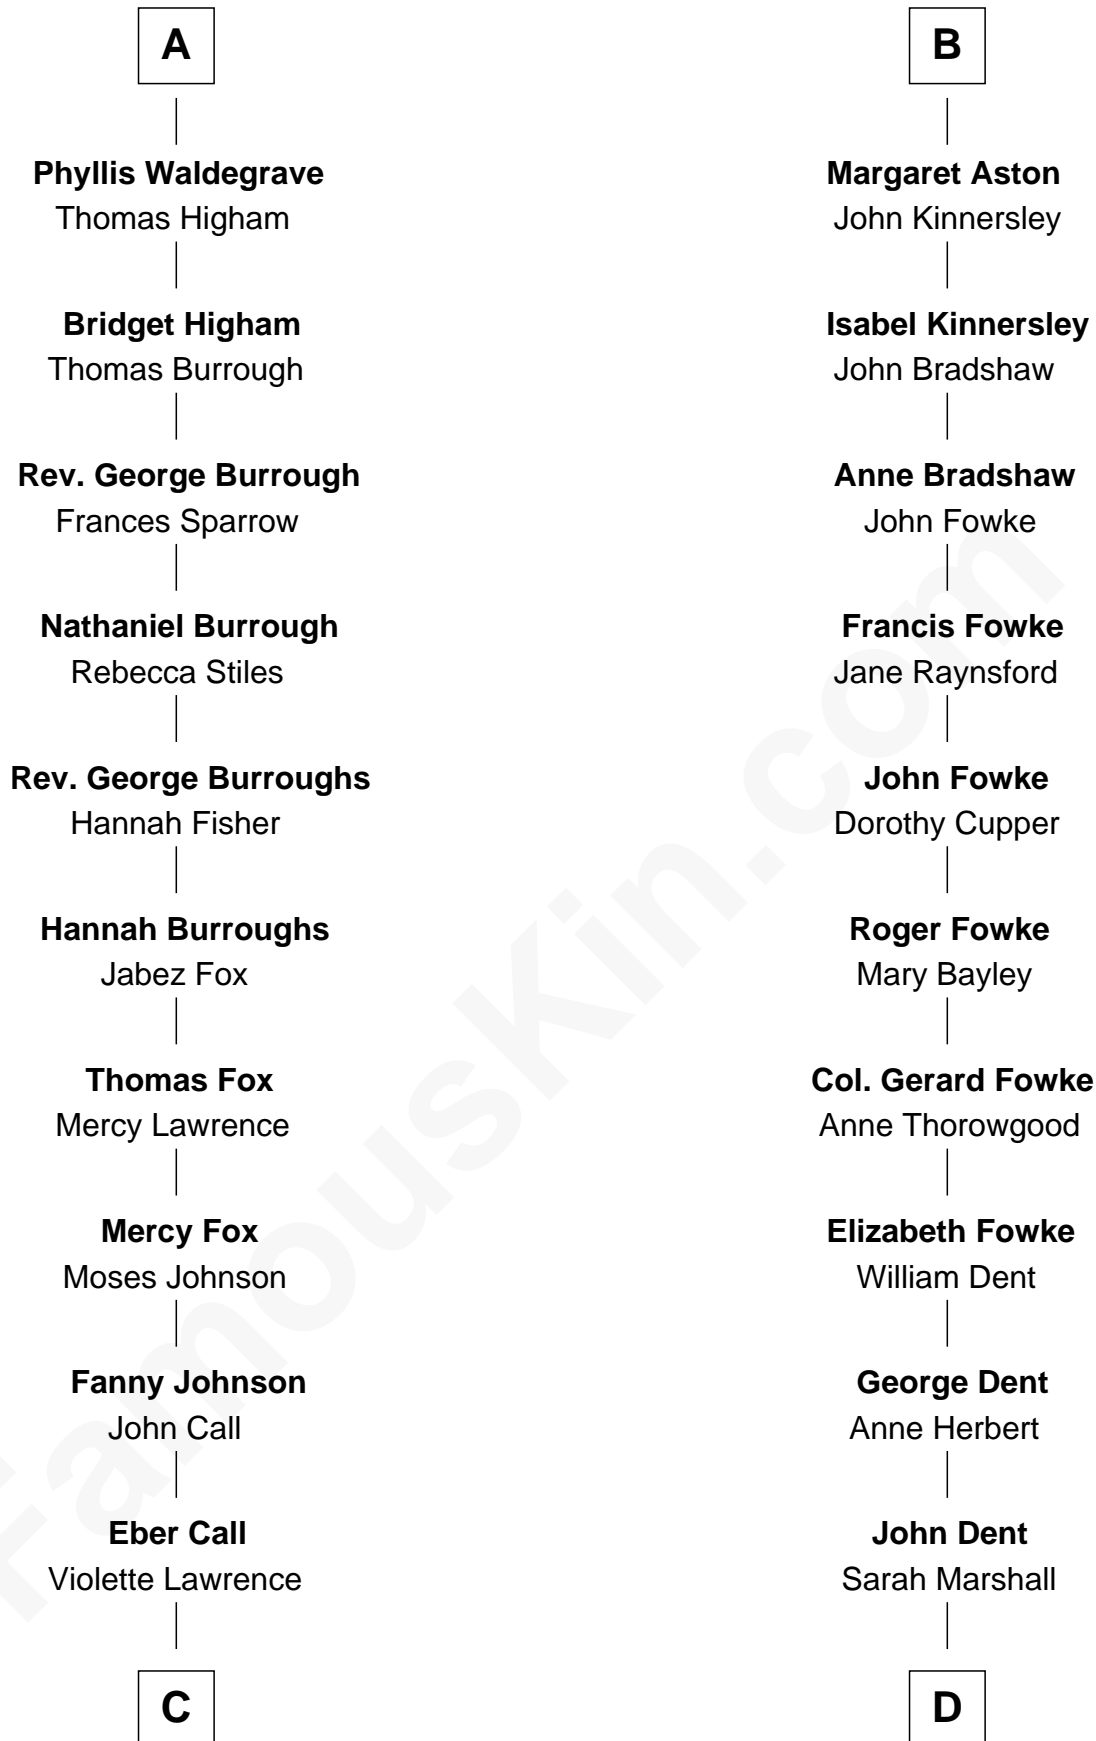 A
Phyllis Waldegrave
Thomas Higham
Bridget Higham
Thomas Burrough
Rev. George Burrough
Frances Sparrow
Nathaniel Burrough
Rebecca Stiles
Rev. George Burroughs
Hannah Fisher
Hannah Burroughs
Jabez Fox
Thomas Fox
Mercy Lawrence
Mercy Fox
Moses Johnson
Fanny Johnson
John Call
Eber Call
Violette Lawrence
C
B
Margaret Aston
John Kinnersley
Isabel Kinnersley
John Bradshaw
Anne Bradshaw
John Fowke
Francis Fowke
Jane Raynsford
John Fowke
Dorothy Cupper
Roger Fowke
Mary Bayley
Col. Gerard Fowke
Anne Thorowgood
Elizabeth Fowke
William Dent
George Dent
Anne Herbert
John Dent
Sarah Marshall
D
FamousKin.com